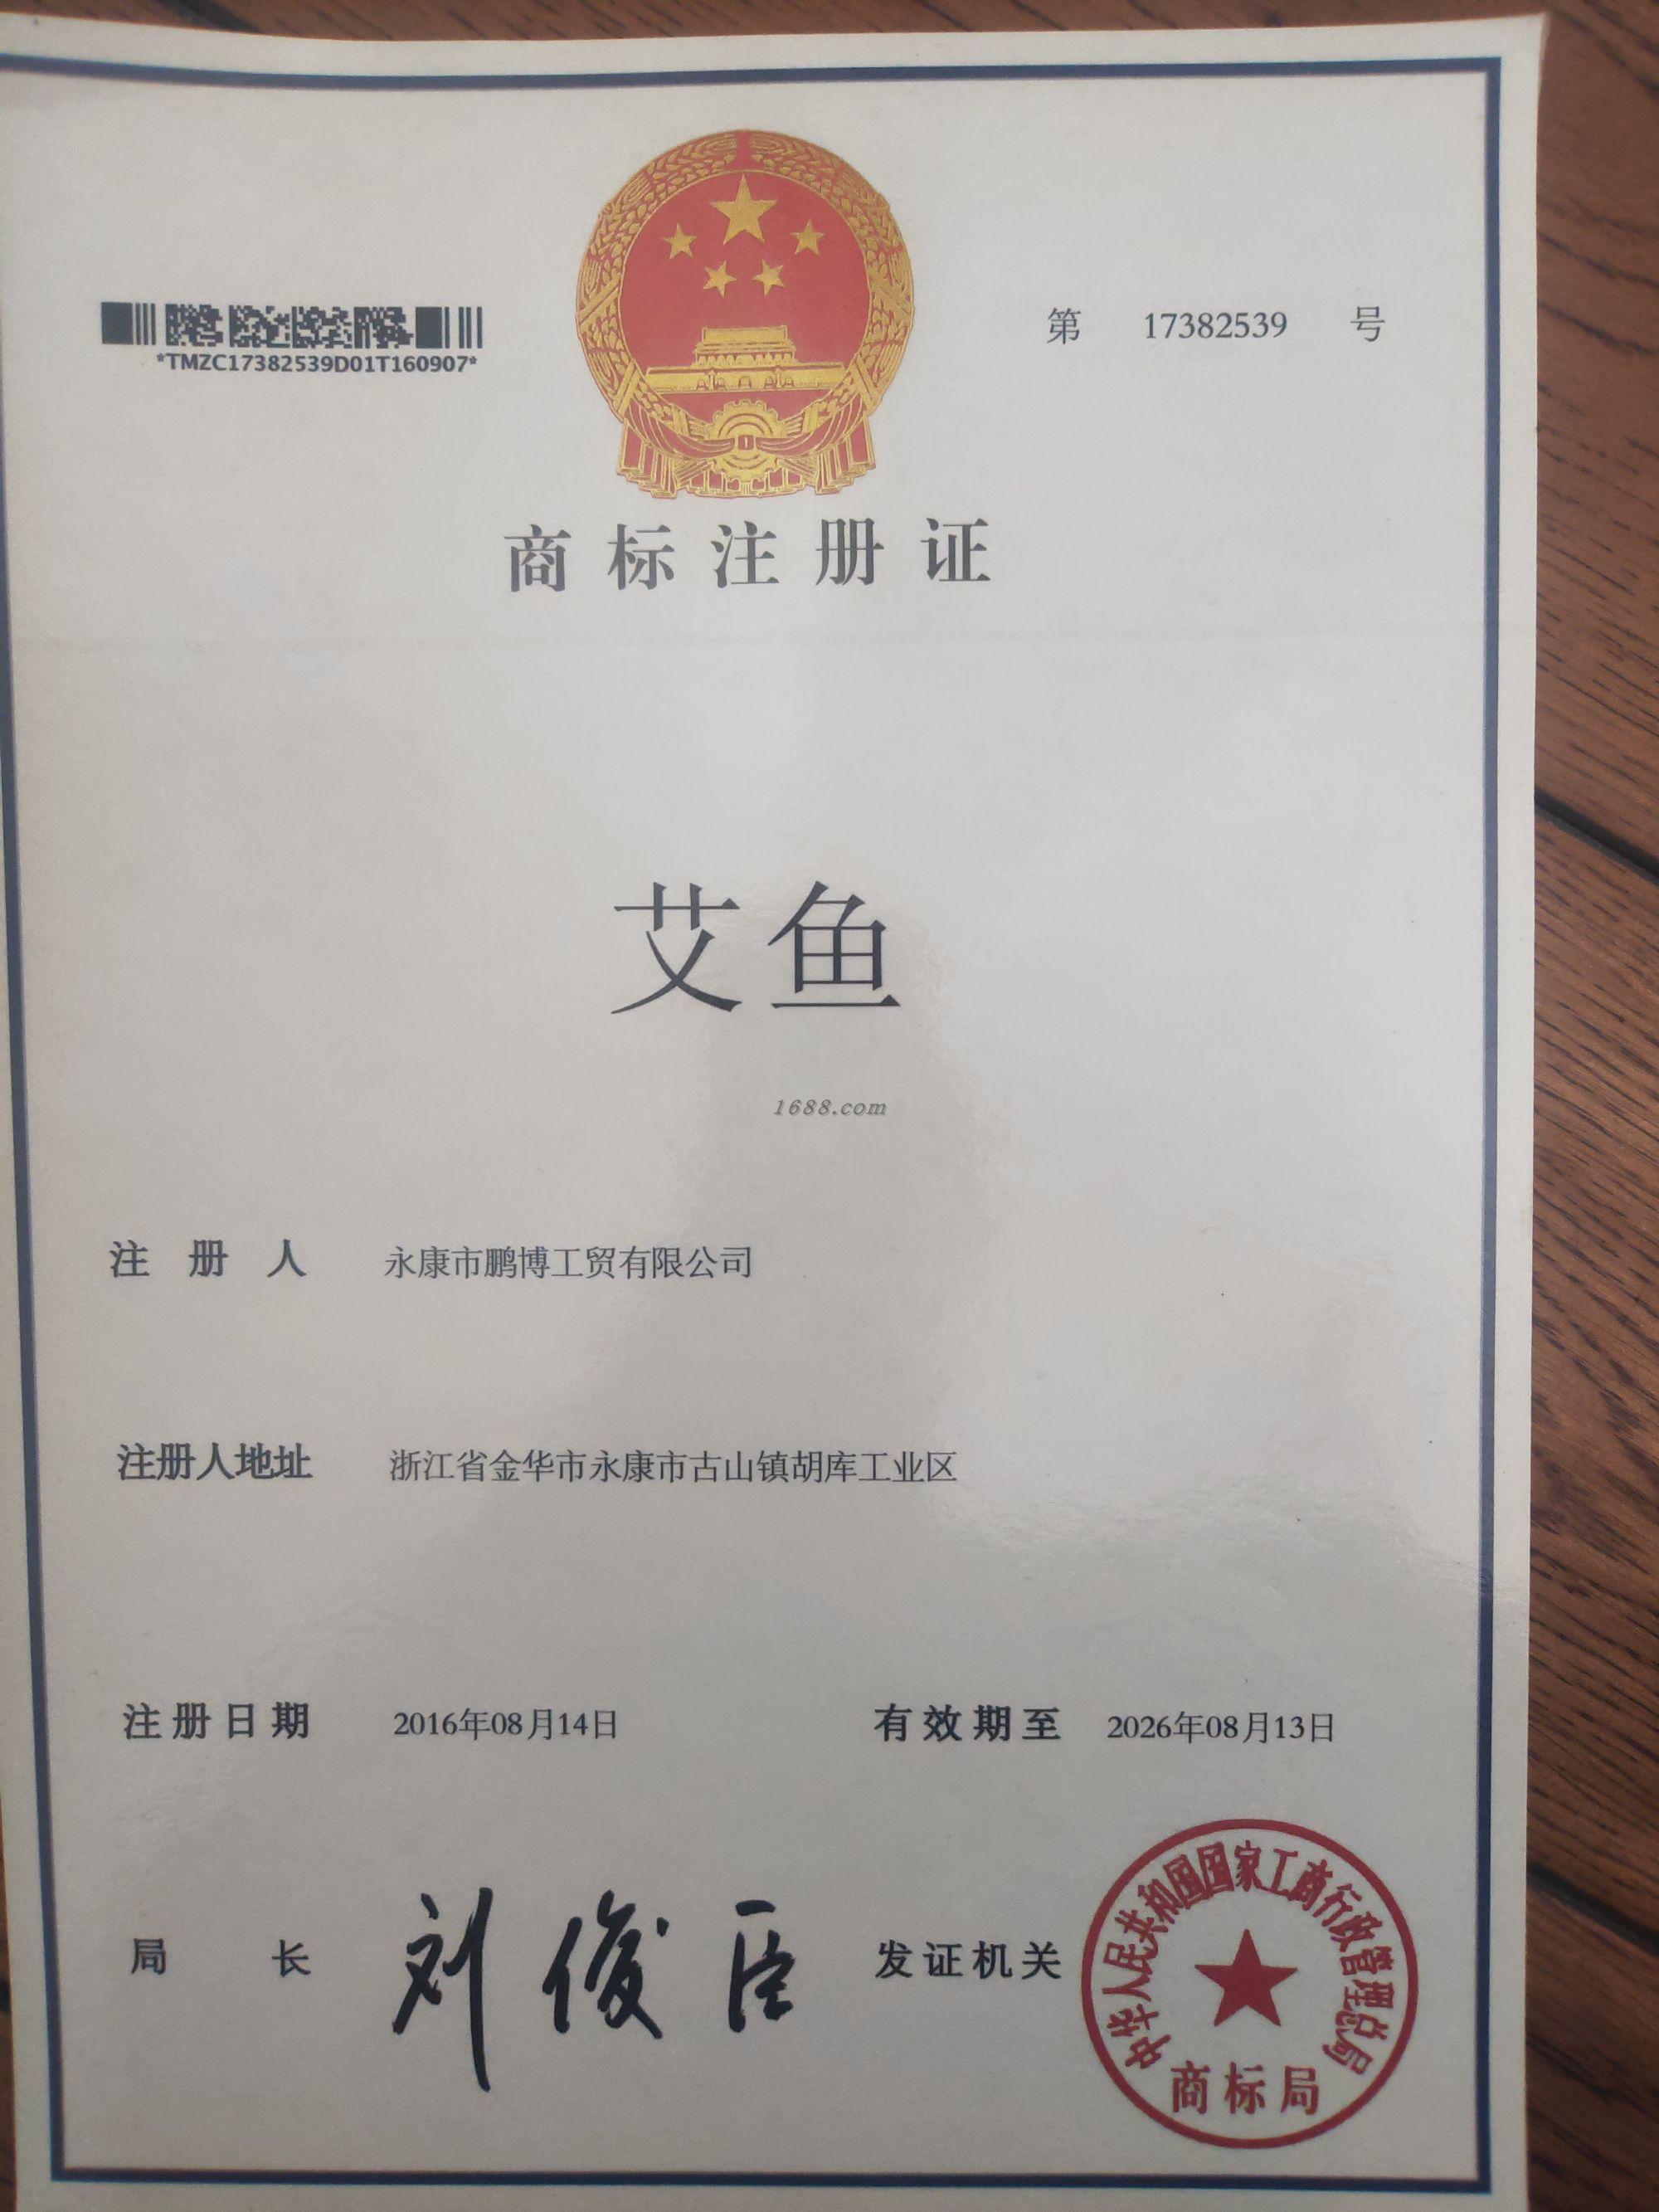 第 17382539 号
*TMZC17382539D01T160907*
商标注册证
艾鱼
1688.com
注册人 永康市鹏博工贸有限公司
注册人地址 浙江省金华市永康市古山镇胡库工业区
注册日期 2016年08月14日 有效期至 2026年08月13日
局长 刘俊臣 发证机关
中华人民共和国国家工商行政管理总局
商标局